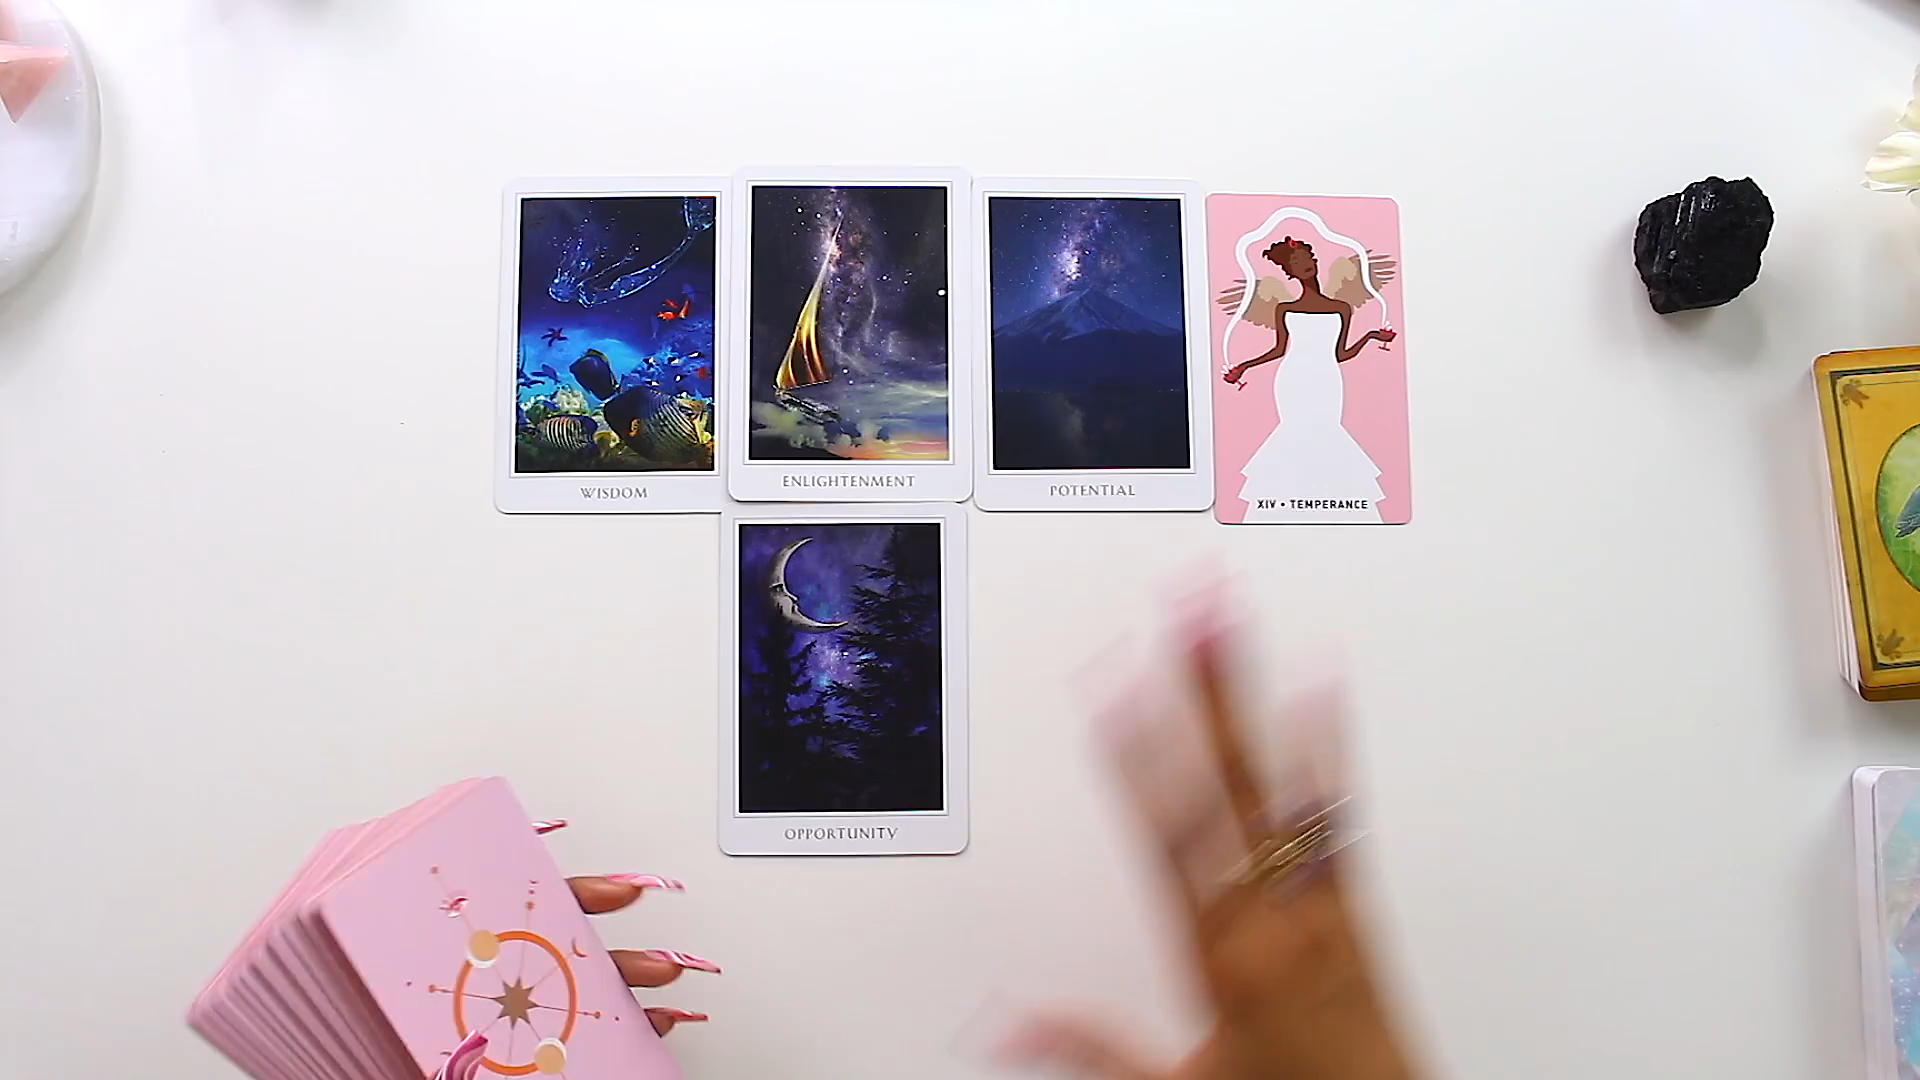 WISDOM
ENLIGHTENMENT
POTENTIAL
XIV • TEMPERANCE
OPPORTUNITY